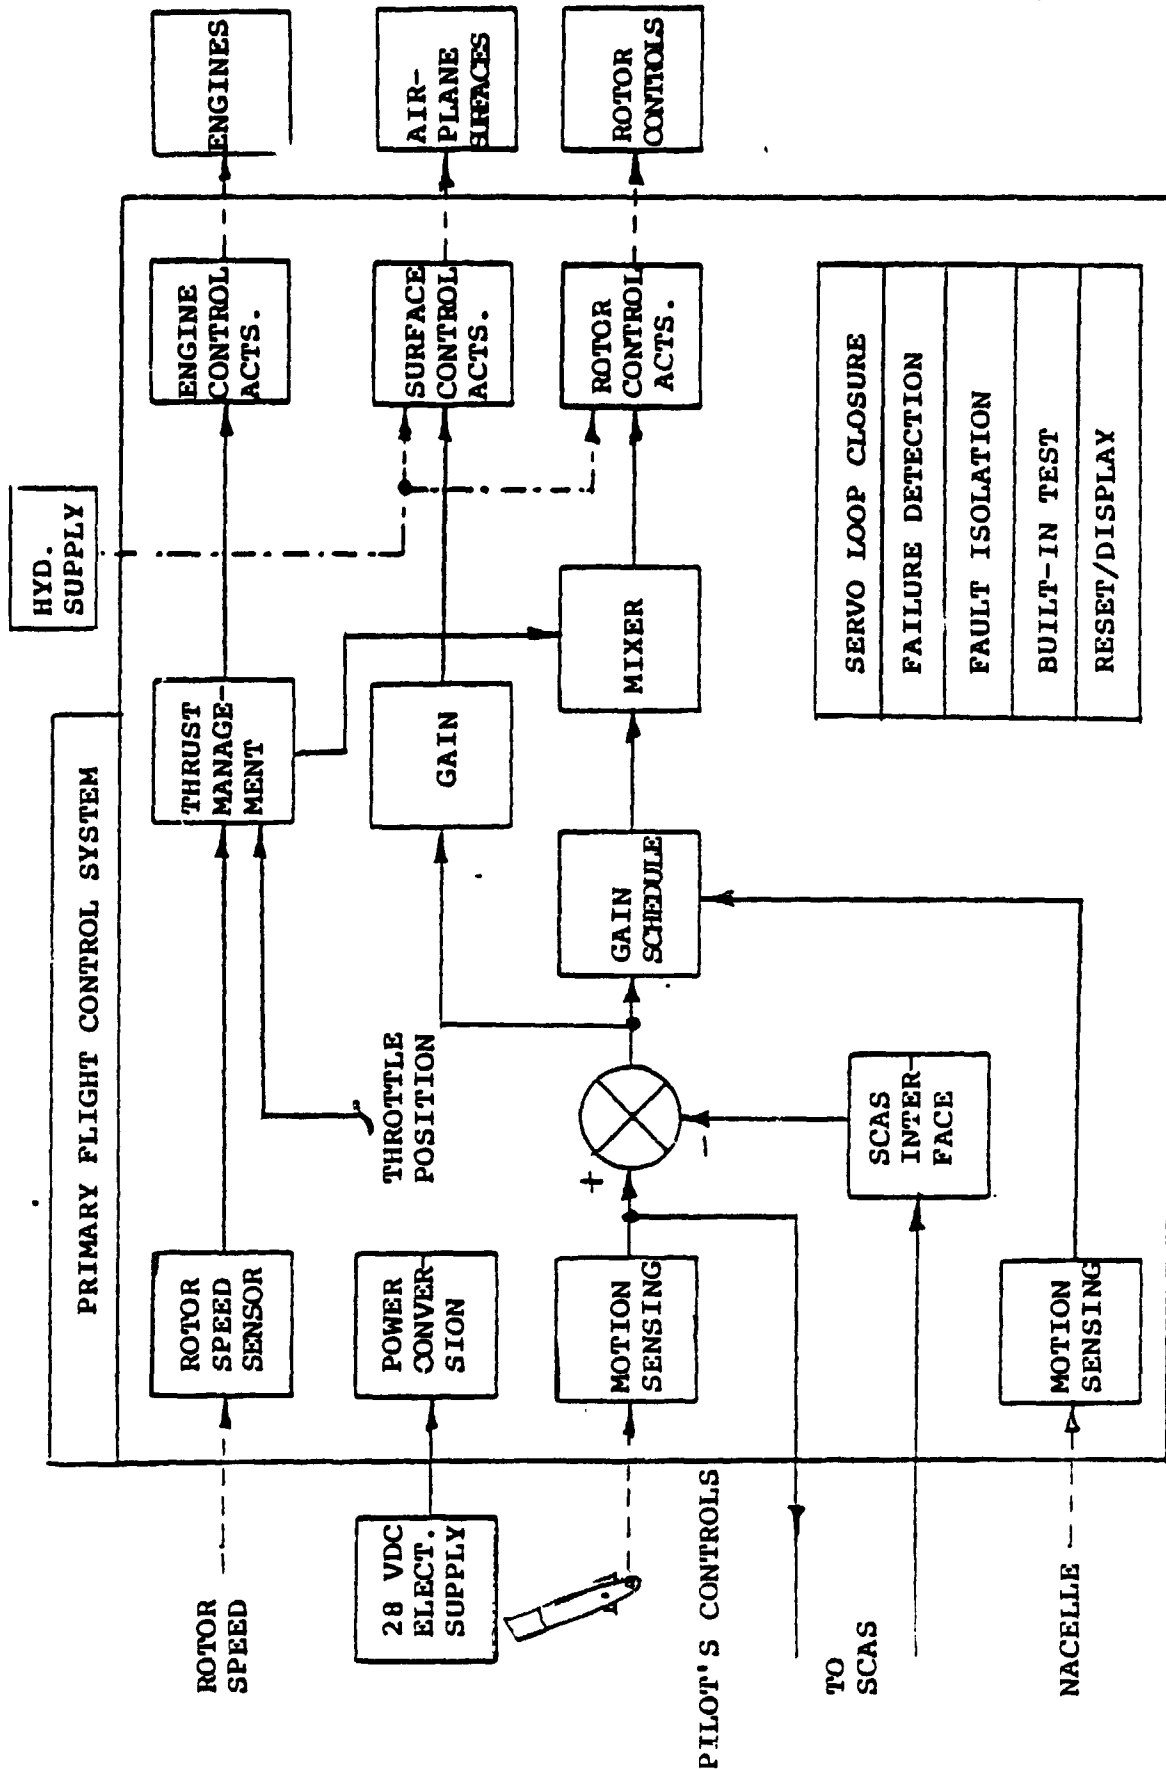 HYD.
SUPPLY
PRIMARY FLIGHT CONTROL SYSTEM
ROTOR
SPEED
ROTOR
SPEED
SENSOR
THRUST
MANAGE-
MENT
ENGINE
CONTROL
ACTS.
ENGINES
28 VDC
ELECT.
SUPPLY
POWER
CONVER-
SION
THROTTLE
POSITION
GAIN
SURFACE
CONTROL
ACTS.
AIR-
PLANE
SURFACES
PILOT'S CONTROLS
MOTION
SENSING
+
-
GAIN
SCHEDULE
MIXER
ROTOR
CONTROL
ACTS.
ROTOR
CONTROLS
TO
SCAS
SCAS
INTER-
FACE
NACELLE
MOTION
SENSING
SERVO LOOP CLOSURE
FAILURE DETECTION
FAULT ISOLATION
BUILT-IN TEST
RESET/DISPLAY